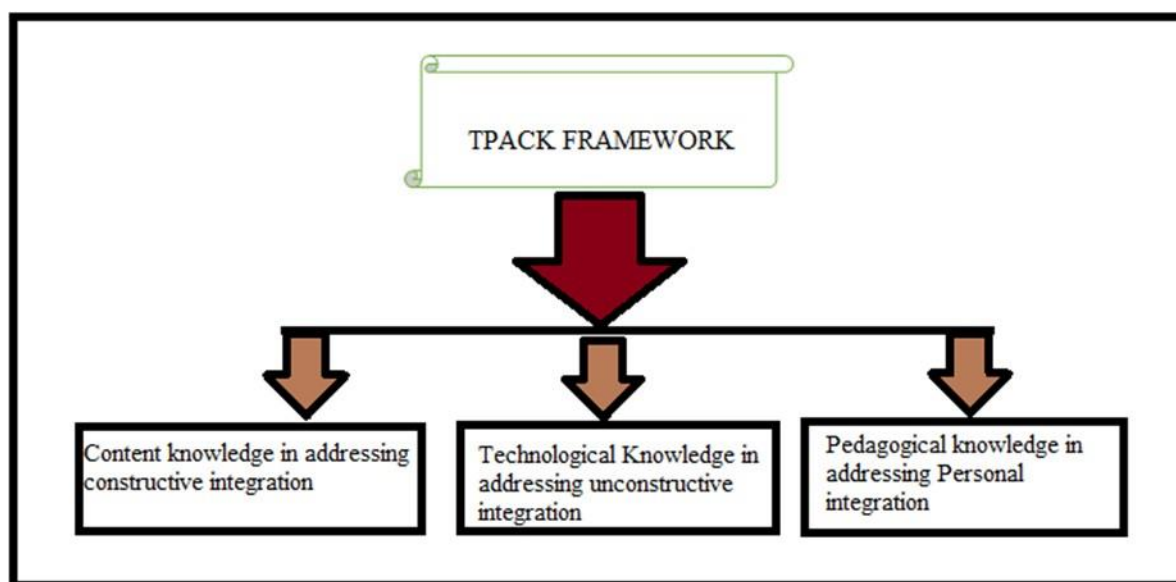 TPACK FRAMEWORK
Content knowledge in addressing
constructive integration
Technological Knowledge in
addressing unconstructive
integration
Pedagogical knowledge in
addressing Personal
integration